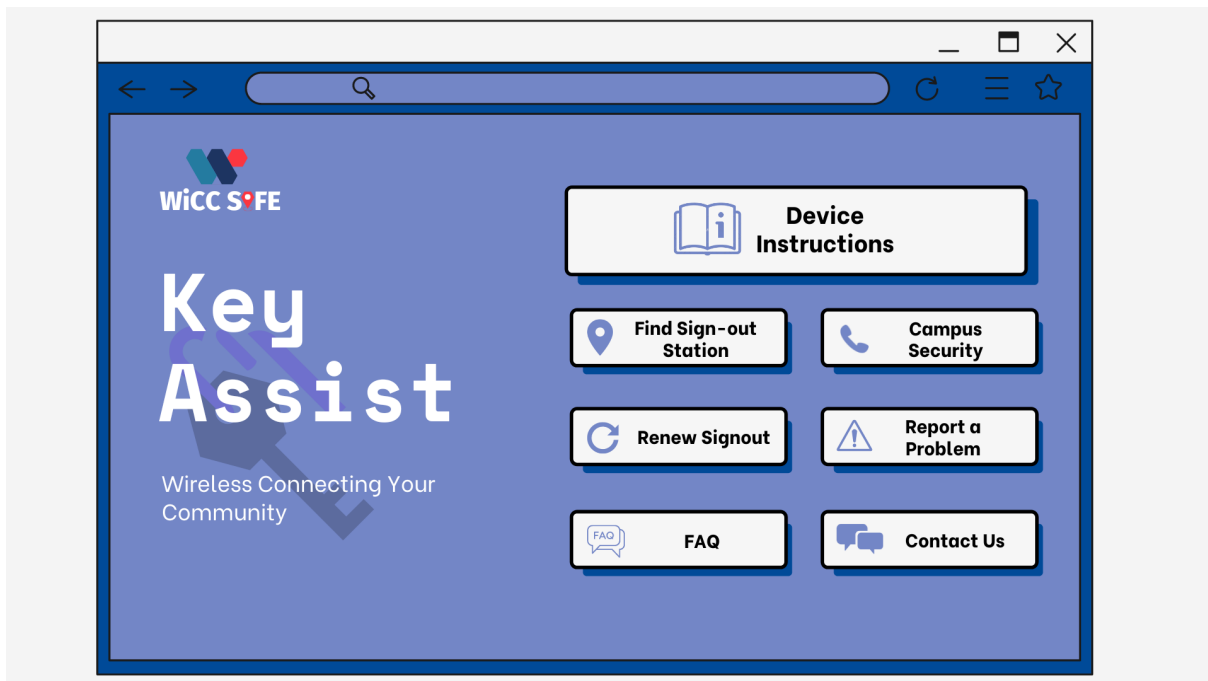 WiCC SAFE
Key
Assist
Wireless Connecting Your
Community
Device
Instructions
Find Sign-out
Station
Campus
Security
Renew Signout
Report a
Problem
FAQ
FAQ
Contact Us